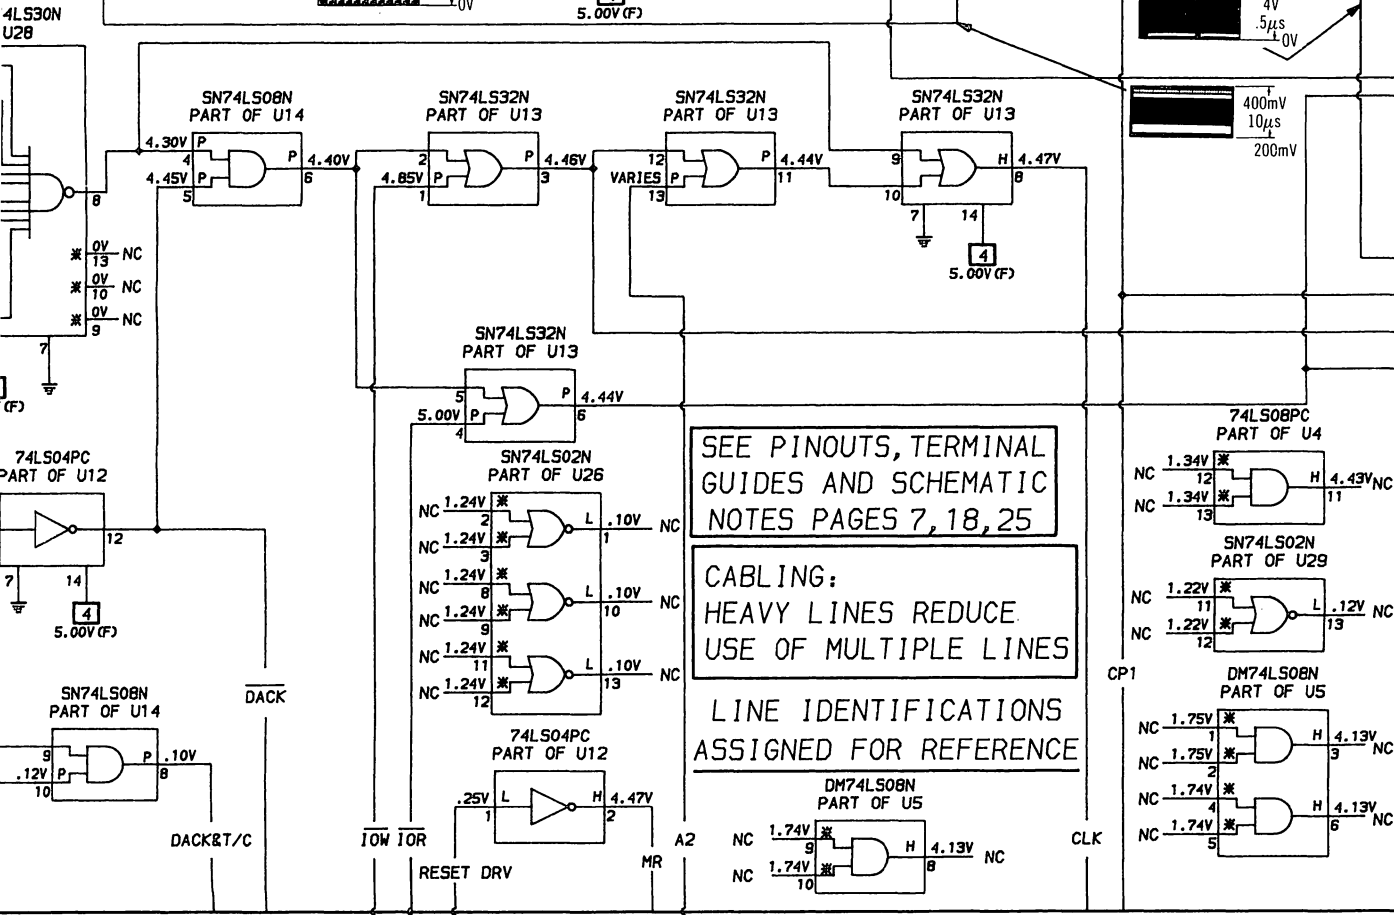 4LS30N
U28
0V
5.00V(F)
4V
.5µs
0V
SN74LS08N
PART OF U14
SN74LS32N
PART OF U13
SN74LS32N
PART OF U13
SN74LS32N
PART OF U13
400mV
10µs
200mV
4.30V P
4
4.45V P
5
P 4.40V
6
2
4.85V P
1
P 4.46V
3
12
VARIES P
13
P 4.44V
11
9
10
H 4.47V
8
7 14
4
5.00V(F)
8
※ 0V NC
13
※ 0V NC
10
※ 0V NC
9
7
(F)
SN74LS32N
PART OF U13
5
5.00V P
4
P 4.44V
6
74LS04PC
PART OF U12
12
7 14
4
5.00V(F)
SN74LS02N
PART OF U26
NC 1.24V ※
2
NC 1.24V ※
3
L .10V NC
1
NC 1.24V ※
8
NC 1.24V ※
9
L .10V NC
10
NC 1.24V ※
11
NC 1.24V ※
12
L .10V NC
13
SEE PINOUTS, TERMINAL
GUIDES AND SCHEMATIC
NOTES PAGES 7, 18, 25
CABLING:
HEAVY LINES REDUCE
USE OF MULTIPLE LINES
LINE IDENTIFICATIONS
ASSIGNED FOR REFERENCE
74LS08PC
PART OF U4
NC 1.34V ※
12
NC 1.34V ※
13
H 4.43V NC
11
SN74LS02N
PART OF U29
NC 1.22V ※
11
NC 1.22V ※
12
L .12V NC
13
DM74LS08N
PART OF U5
NC 1.75V ※
1
NC 1.75V ※
2
H 4.13V NC
3
NC 1.74V ※
4
NC 1.74V ※
5
H 4.13V NC
6
SN74LS08N
PART OF U14
9
.12V P
10
P .10V
8
74LS04PC
PART OF U12
.25V L
1
H 4.47V
2
DM74LS08N
PART OF U5
NC 1.74V ※
9
NC 1.74V ※
10
H 4.13V NC
8
DACK&T/C
D̅A̅C̅K̅
I̅O̅W̅ I̅O̅R̅
RESET DRV
MR
A2
CLK
CP1